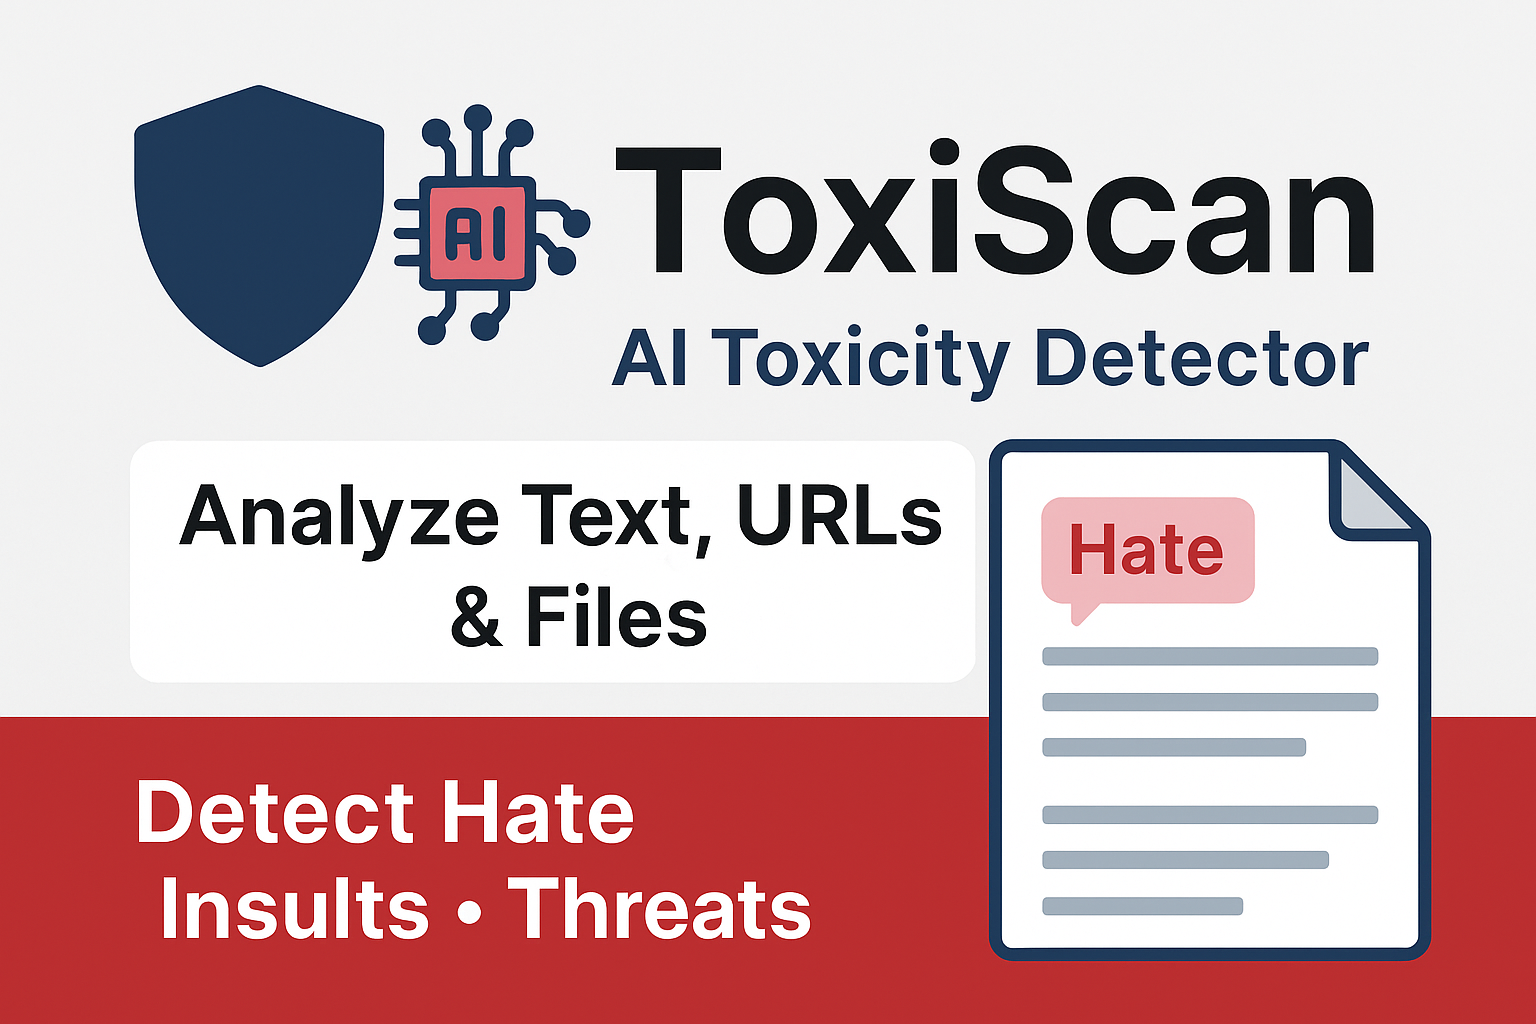 AI
ToxiScan
AI Toxicity Detector
Analyze Text, URLs
& Files
Hate
Detect Hate
Insults • Threats